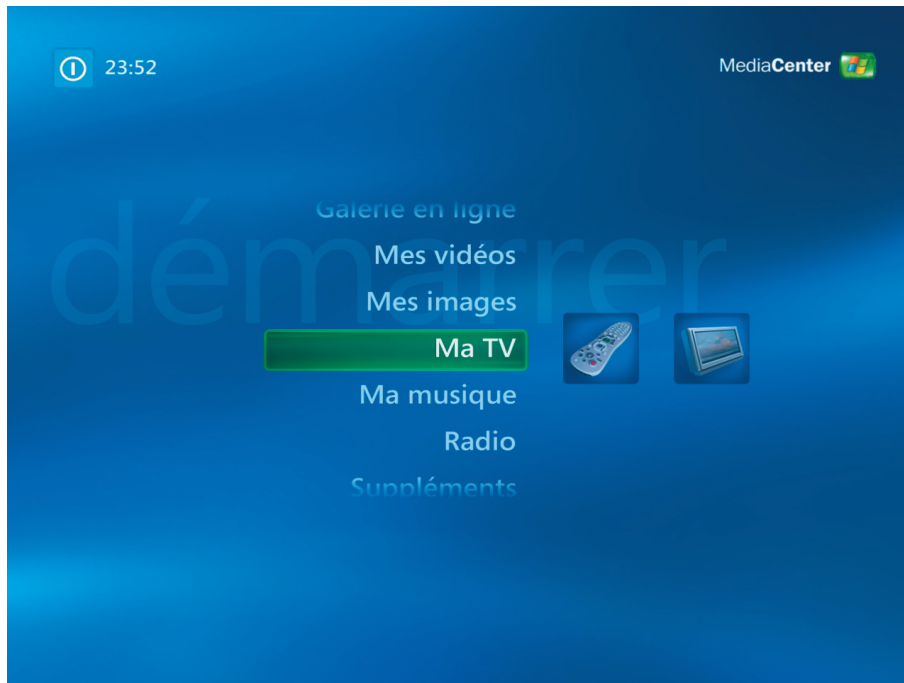 23:52
MediaCenter
démarrer
Galerie en ligne
Mes vidéos
Mes images
Ma TV
Ma musique
Radio
Suppléments